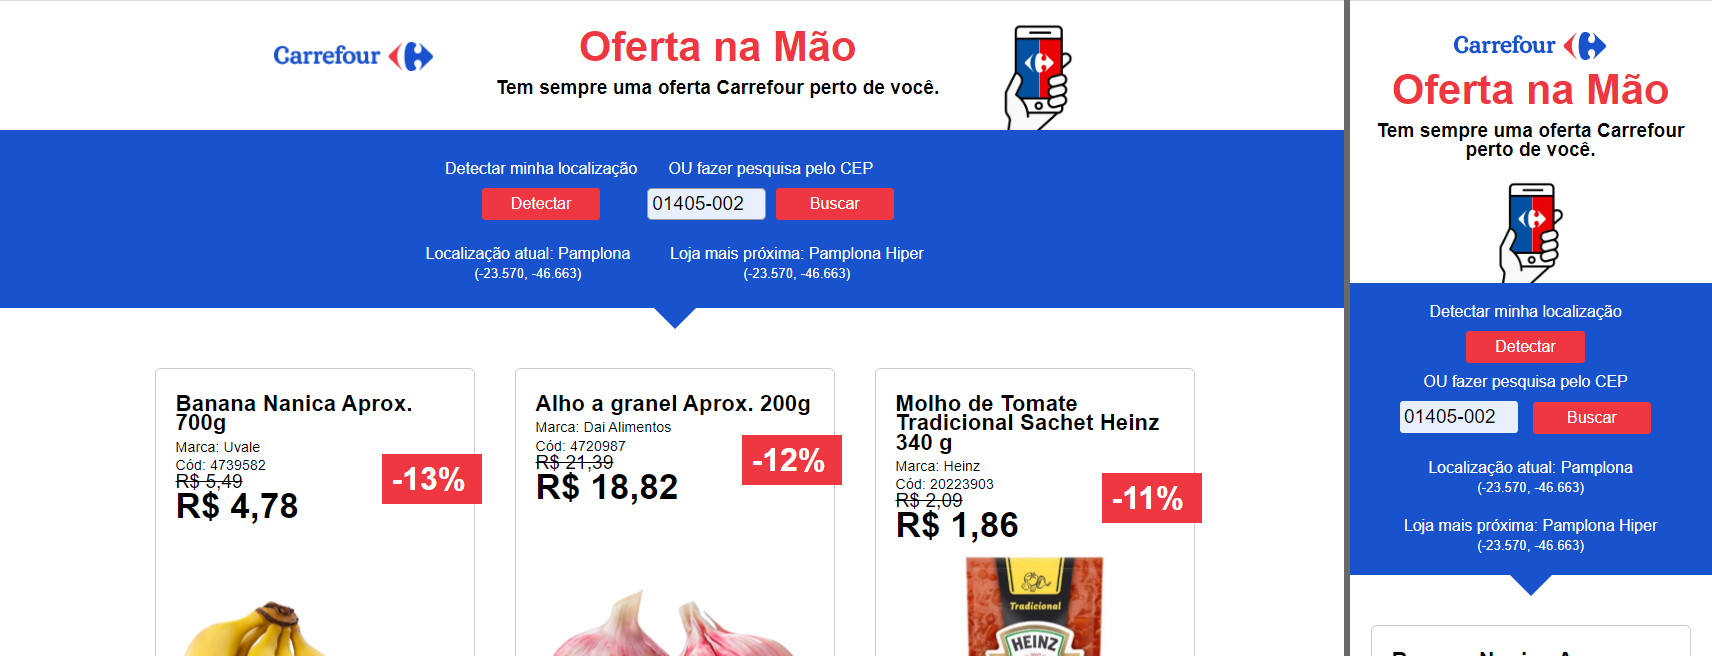 Carrefour
Oferta na Mão
Tem sempre uma oferta Carrefour perto de você.
Detectar minha localização
OU fazer pesquisa pelo CEP
Detectar
01405-002
Buscar
Localização atual: Pamplona
(-23.570, -46.663)
Loja mais próxima: Pamplona Hiper
(-23.570, -46.663)
Banana Nanica Aprox.
700g
Marca: Uvale
Cód: 4739582
R$ 5,49
R$ 4,78
-13%
Alho a granel Aprox. 200g
Marca: Dai Alimentos
Cód: 4720987
R$ 21,39
R$ 18,82
-12%
Molho de Tomate
Tradicional Sachet Heinz
340 g
Marca: Heinz
Cód: 20223903
R$ 2,09
R$ 1,86
-11%
Tradicional
HEINZ
Carrefour
Oferta na Mão
Tem sempre uma oferta Carrefour
perto de você.
Detectar minha localização
Detectar
OU fazer pesquisa pelo CEP
01405-002
Buscar
Localização atual: Pamplona
(-23.570, -46.663)
Loja mais próxima: Pamplona Hiper
(-23.570, -46.663)